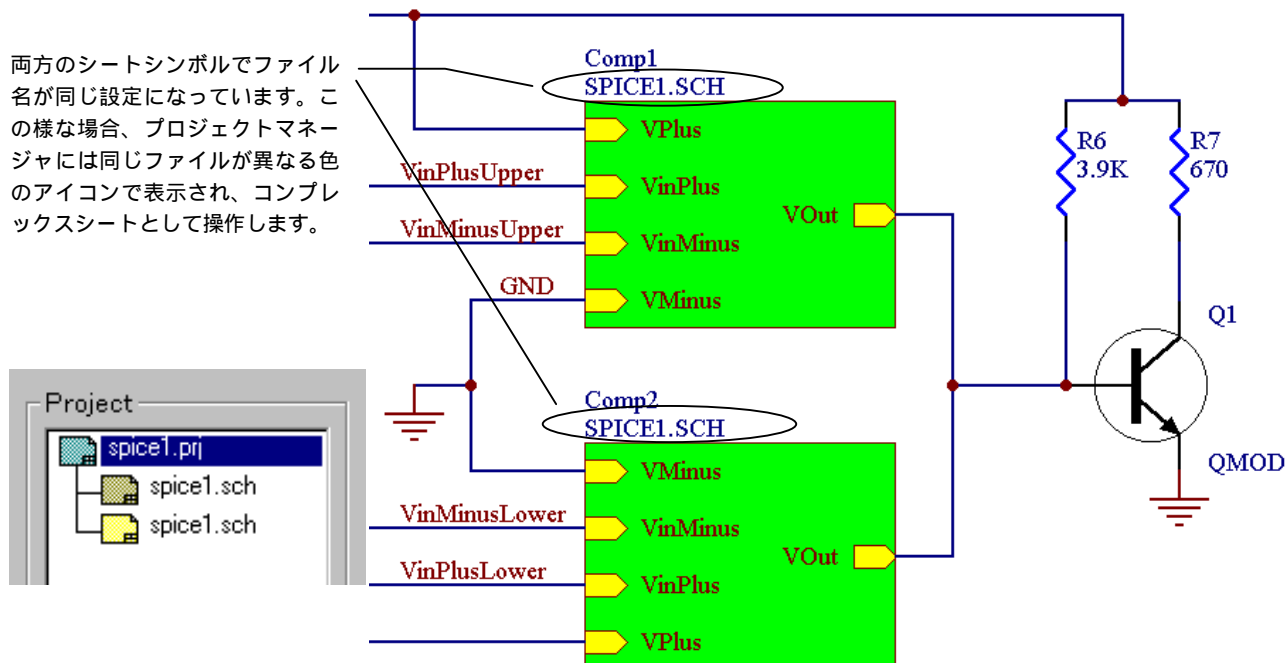 両方のシートシンボルでファイル
名が同じ設定になっています。こ
の様な場合、プロジェクトマネー
ジャには同じファイルが異なる色
のアイコンで表示され、コンプレ
ックスシートとして操作します。
Comp1
SPICE1.SCH
VPlus
VinPlusUpper
VinPlus
VOut
VinMinusUpper
VinMinus
GND
VMinus
R6
3.9K
R7
670
Q1
QMOD
Project
spice1.prj
spice1.sch
spice1.sch
Comp2
SPICE1.SCH
VMinus
VinMinusLower
VinMinus
VOut
VinPlusLower
VinPlus
VPlus